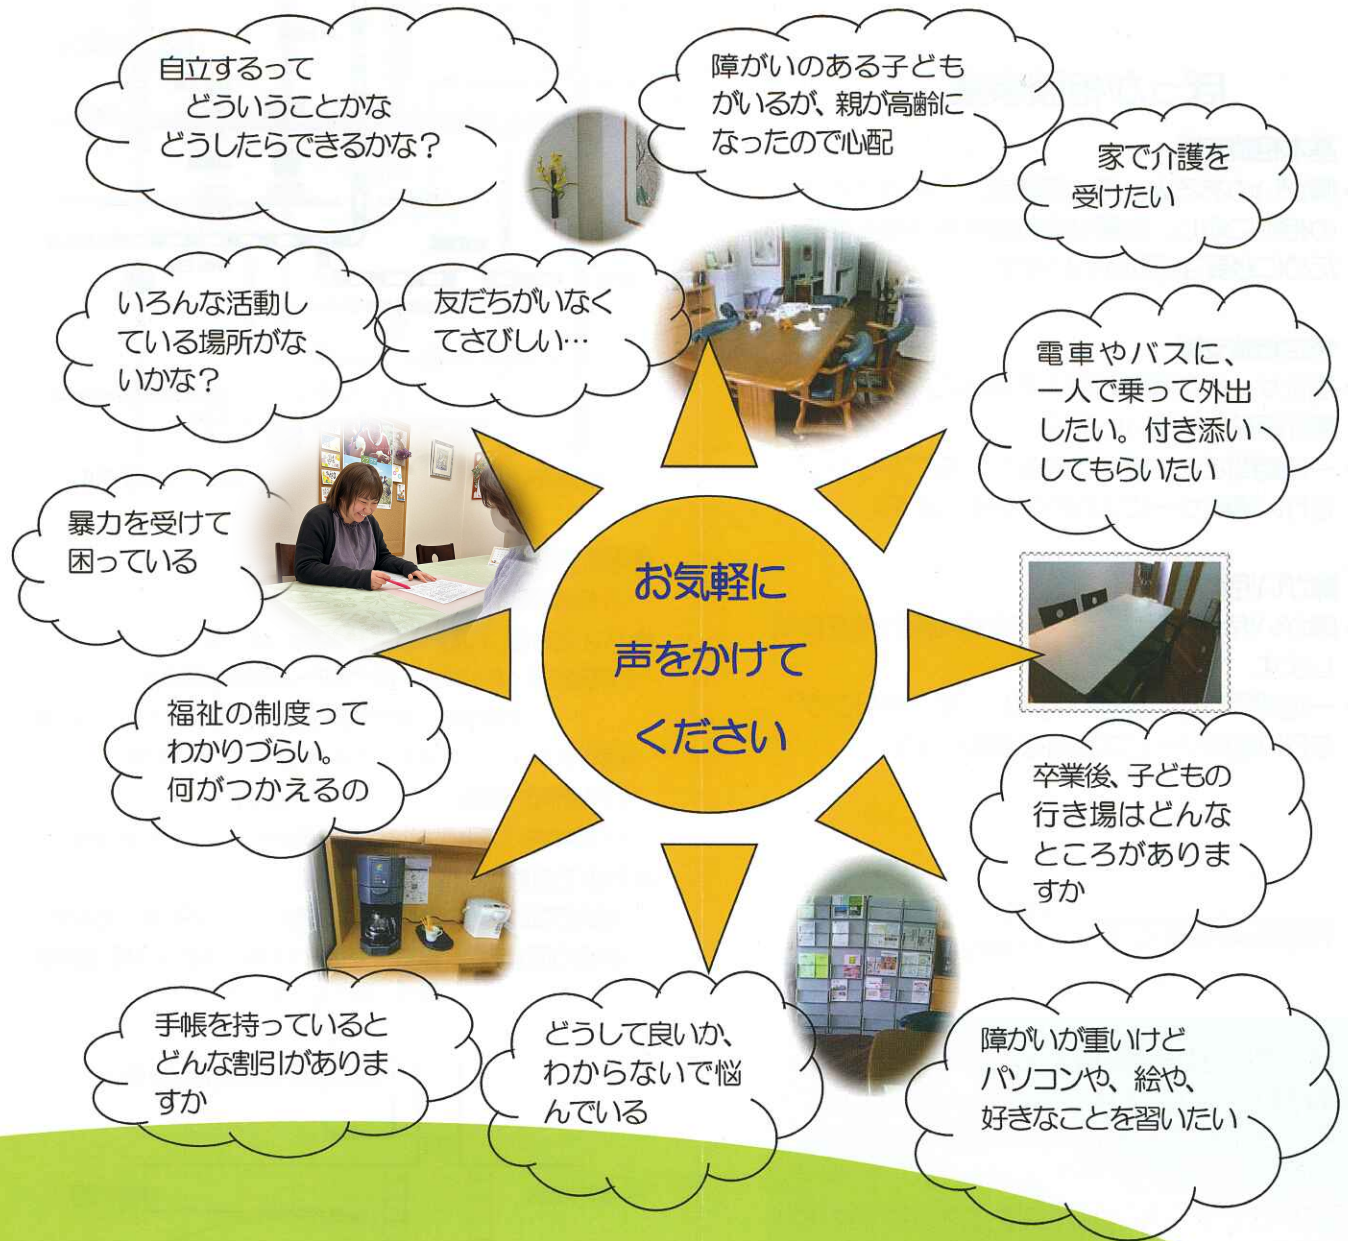 自立するって
どういうことかな
どうしたらできるかな？
障がいのある子ども
がいるが、親が高齢に
なったので心配
家で介護を
受けたい
いろんな活動し
ている場所がな
いかな？
友だちがいなく
てさびしい…
電車やバスに、
一人で乗って外出
したい。付き添い
してもらいたい
暴力を受けて
困っている
お気軽に
声をかけて
ください
福祉の制度って
わかりづらい。
何がつかえるの
卒業後、子どもの
行き場はどんな
ところがありま
すか
手帳を持っていると
どんな割引がありま
すか
どうして良いか、
わからないで悩
んでいる
障がいが重いけど
パソコンや、絵や、
好きなことを習いたい